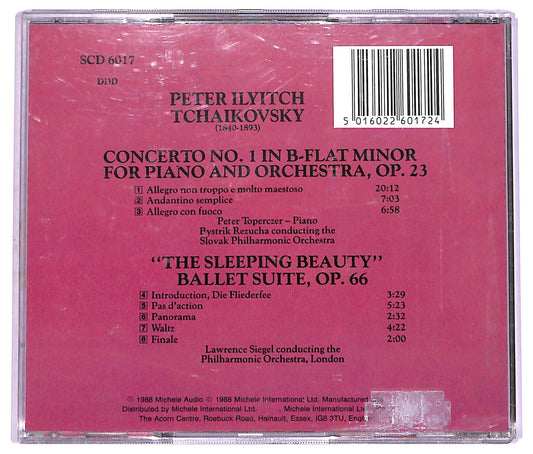 SCD 6017
DDD
PETER ILYITCH
TCHAIKOVSKY
(1840-1893)
5 016022 601724
CONCERTO NO. 1 IN B-FLAT MINOR
FOR PIANO AND ORCHESTRA, OP. 23
1 Allegro non troppo e molto maestoso 20:12
2 Andantino semplice 7:03
3 Allegro con fuoco 6:58
Peter Toperczer – Piano
Bystrik Rezucha conducting the
Slovak Philharmonic Orchestra
"THE SLEEPING BEAUTY"
BALLET SUITE, OP. 66
4 Introduction, Die Fliederfee 3:29
5 Pas d'action 5:23
6 Panorama 2:32
7 Waltz 4:22
8 Finale 2:00
Lawrence Siegel conducting the
Philharmonic Orchestra, London
℗ 1988 Michele Audio © 1988 Michele International Ltd. Manufactured
Distributed by Michele International Ltd. , Michele International Ltd.
The Acorn Centre, Roebuck Road, Hainault, Essex, IG6 3TU,